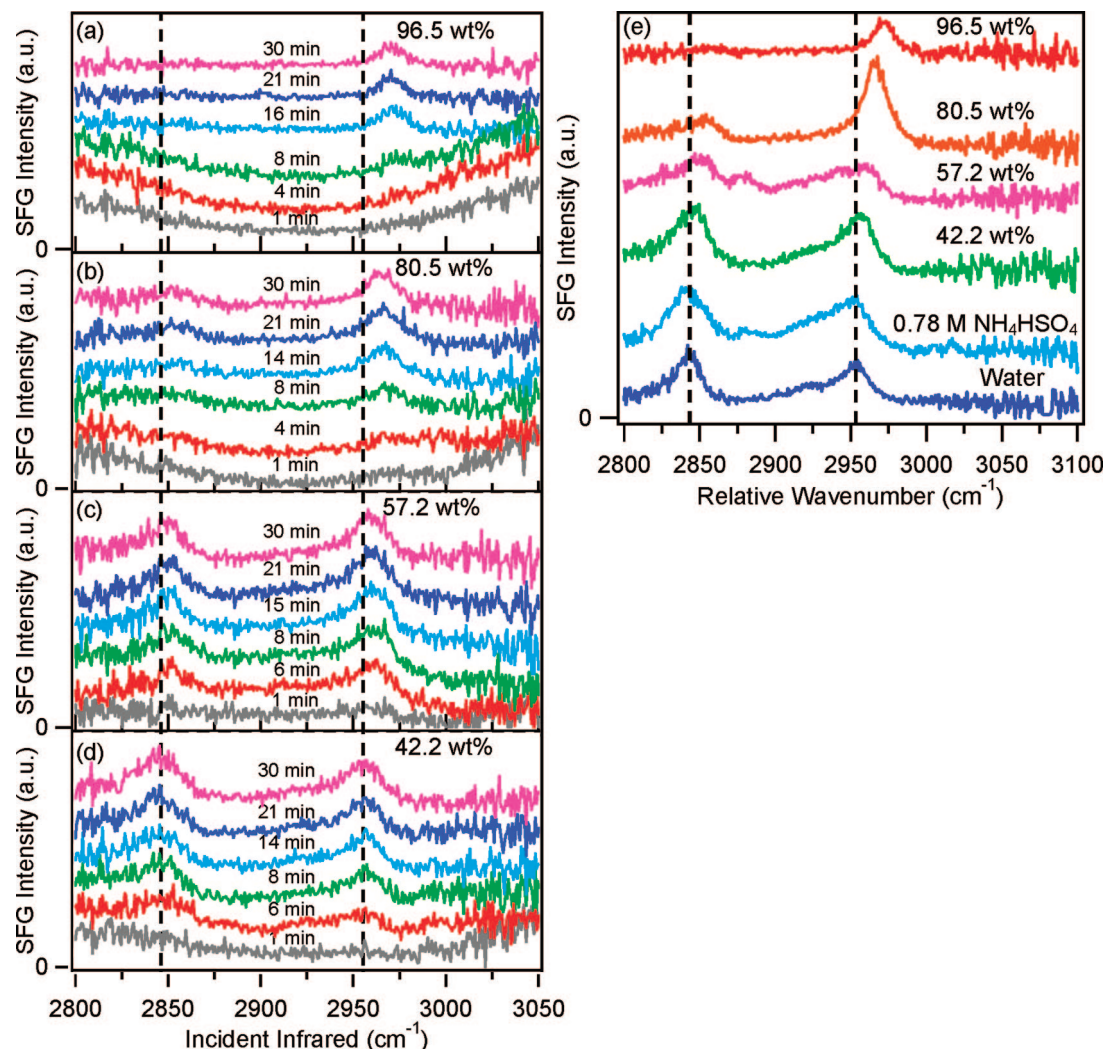 (a)
96.5 wt%
30 min
21 min
16 min
8 min
4 min
1 min
0
SFG Intensity (a.u.)
(b)
80.5 wt%
30 min
21 min
14 min
8 min
4 min
1 min
0
SFG Intensity (a.u.)
(c)
57.2 wt%
30 min
21 min
15 min
8 min
6 min
1 min
0
SFG Intensity (a.u.)
(d)
42.2 wt%
30 min
21 min
14 min
8 min
6 min
1 min
0
SFG Intensity (a.u.)
2800 2850 2900 2950 3000 3050
Incident Infrared (cm⁻¹)
(e)
96.5 wt%
80.5 wt%
57.2 wt%
42.2 wt%
0.78 M NH₄HSO₄
Water
0
SFG Intensity (a.u.)
2800 2850 2900 2950 3000 3050 3100
Relative Wavenumber (cm⁻¹)